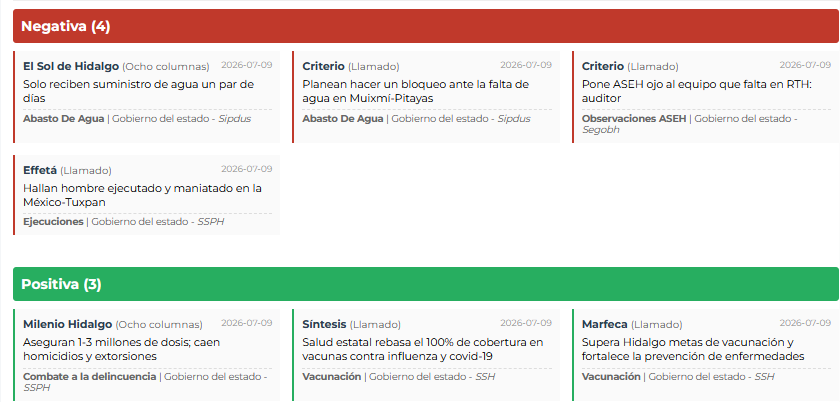 Negativa (4)
El Sol de Hidalgo (Ocho columnas) 2026-07-09
Solo reciben suministro de agua un par de
días
Abasto De Agua | Gobierno del estado - Sipdus
Criterio (Llamado) 2026-07-09
Planean hacer un bloqueo ante la falta de
agua en Muixmí-Pitayas
Abasto De Agua | Gobierno del estado - Sipdus
Criterio (Llamado) 2026-07-09
Pone ASEH ojo al equipo que falta en RTH:
auditor
Observaciones ASEH | Gobierno del estado -
Segobh
Effetá (Llamado) 2026-07-09
Hallan hombre ejecutado y maniatado en la
México-Tuxpan
Ejecuciones | Gobierno del estado - SSPH
Positiva (3)
Milenio Hidalgo (Ocho columnas) 2026-07-09
Aseguran 1-3 millones de dosis; caen
homicidios y extorsiones
Combate a la delincuencia | Gobierno del estado -
SSPH
Síntesis (Llamado) 2026-07-09
Salud estatal rebasa el 100% de cobertura en
vacunas contra influenza y covid-19
Vacunación | Gobierno del estado - SSH
Marfeca (Llamado) 2026-07-09
Supera Hidalgo metas de vacunación y
fortalece la prevención de enfermedades
Vacunación | Gobierno del estado - SSH